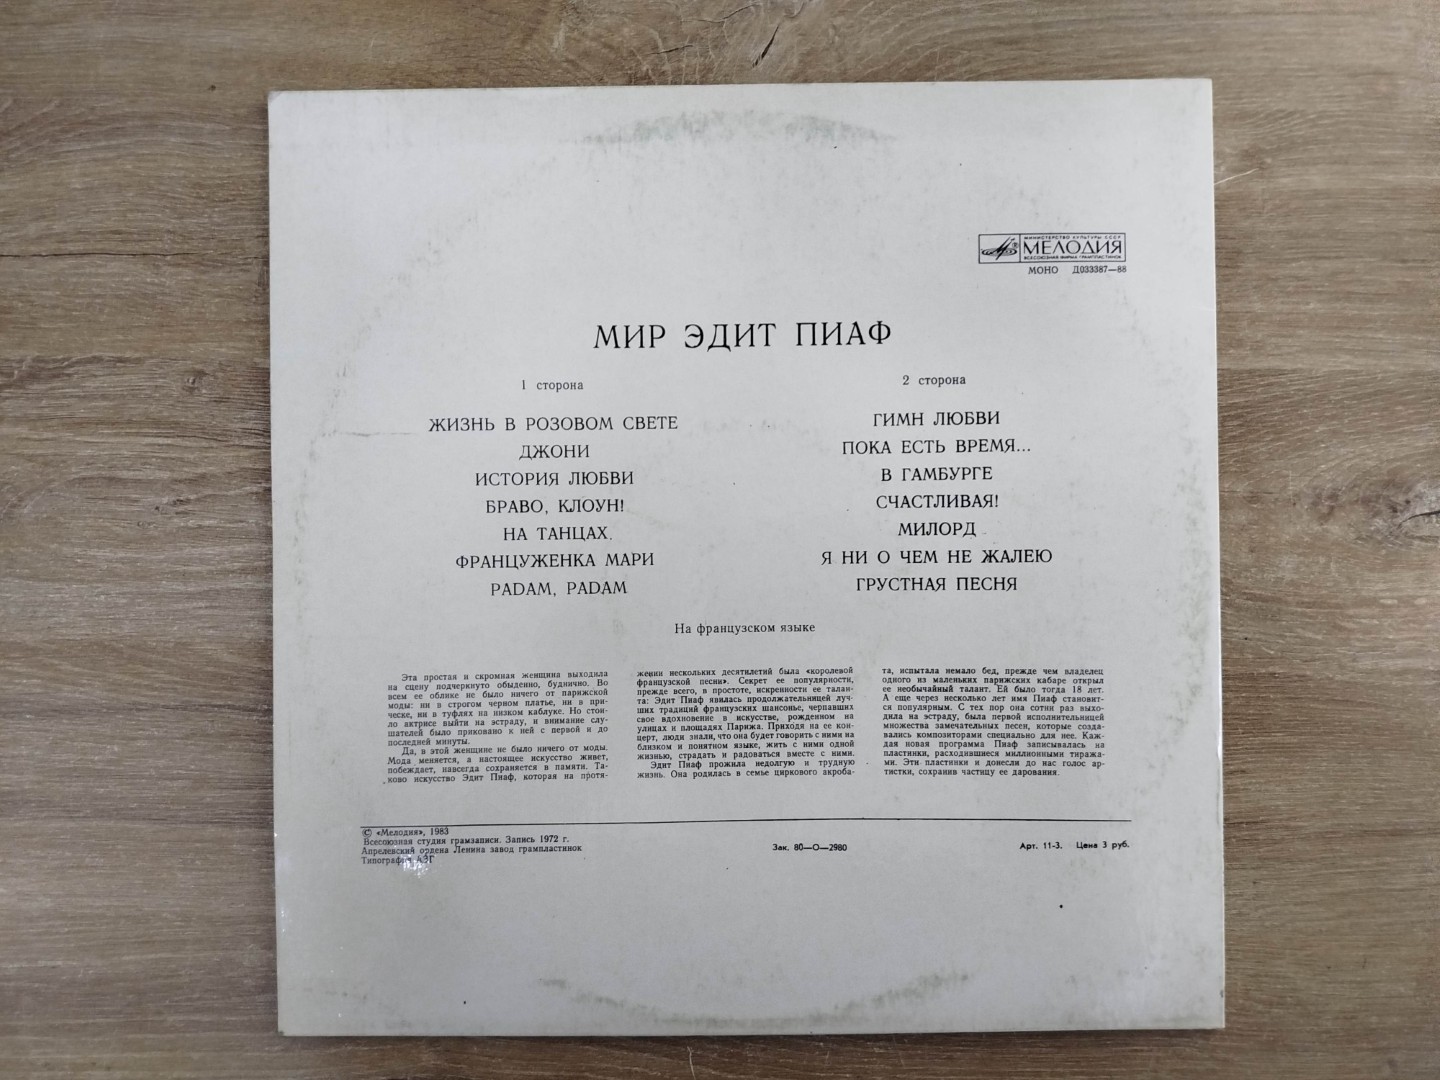 МИНИСТЕРСТВО КУЛЬТУРЫ СССР
МЕЛОДИЯ
ВСЕСОЮЗНАЯ ФИРМА ГРАМПЛАСТИНОК
МОНО Д033387—88
МИР ЭДИТ ПИАФ
1 сторона
ЖИЗНЬ В РОЗОВОМ СВЕТЕ
ДЖОНИ
ИСТОРИЯ ЛЮБВИ
БРАВО, КЛОУН!
НА ТАНЦАХ
ФРАНЦУЖЕНКА МАРИ
PADAM, PADAM
2 сторона
ГИМН ЛЮБВИ
ПОКА ЕСТЬ ВРЕМЯ...
В ГАМБУРГЕ
СЧАСТЛИВАЯ!
МИЛОРД
Я НИ О ЧЕМ НЕ ЖАЛЕЮ
ГРУСТНАЯ ПЕСНЯ
На французском языке
Эта простая и скромная женщина выходила
на сцену подчеркнуто обыденно, буднично. Во
всем ее облике не было ничего от парижской
моды: ни в строгом черном платье, ни в при-
ческе, ни в туфлях на низком каблуке. Но стои-
ло актрисе выйти на эстраду, и внимание слу-
шателей было приковано к ней с первой и до
последней минуты.
Да, в этой женщине не было ничего от моды.
Мода меняется, а настоящее искусство живет,
побеждает, навсегда сохраняется в памяти. Та-
ково искусство Эдит Пиаф, которая на протя-
жении нескольких десятилетий была «королевой
французской песни». Секрет ее популярности,
прежде всего, в простоте, искренности ее талан-
та: Эдит Пиаф явилась продолжательницей луч-
ших традиций французских шансонье, черпавших
свое вдохновение в искусстве, рожденном на
улицах и площадях Парижа. Приходя на ее кон-
церт, люди знали, что она будет говорить с ними на
близком и понятном языке, жить с ними одной
жизнью, страдать и радоваться вместе с ними.
Эдит Пиаф прожила недолгую и трудную
жизнь. Она родилась в семье циркового акроба-
та, испытала немало бед, прежде чем владелец
одного из маленьких парижских кабаре открыл
ее необычайный талант. Ей было тогда 18 лет.
А еще через несколько лет имя Пиаф становит-
ся популярным. С тех пор она сотни раз выхо-
дила на эстраду, была первой исполнительницей
множества замечательных песен, которые созда-
вались композиторами специально для нее. Каж-
дая новая программа Пиаф записывалась на
пластинки, расходившиеся миллионными тиража-
ми. Эти пластинки и донесли до нас голос ар-
тистки, сохранив частицу ее дарования.
© «Мелодия», 1983
Всесоюзная студия грамзаписи. Запись 1972 г.
Апрелевский ордена Ленина завод грампластинок
Типография АЗГ
Зак. 80—О—2980
Арт. 11-3. Цена 3 руб.